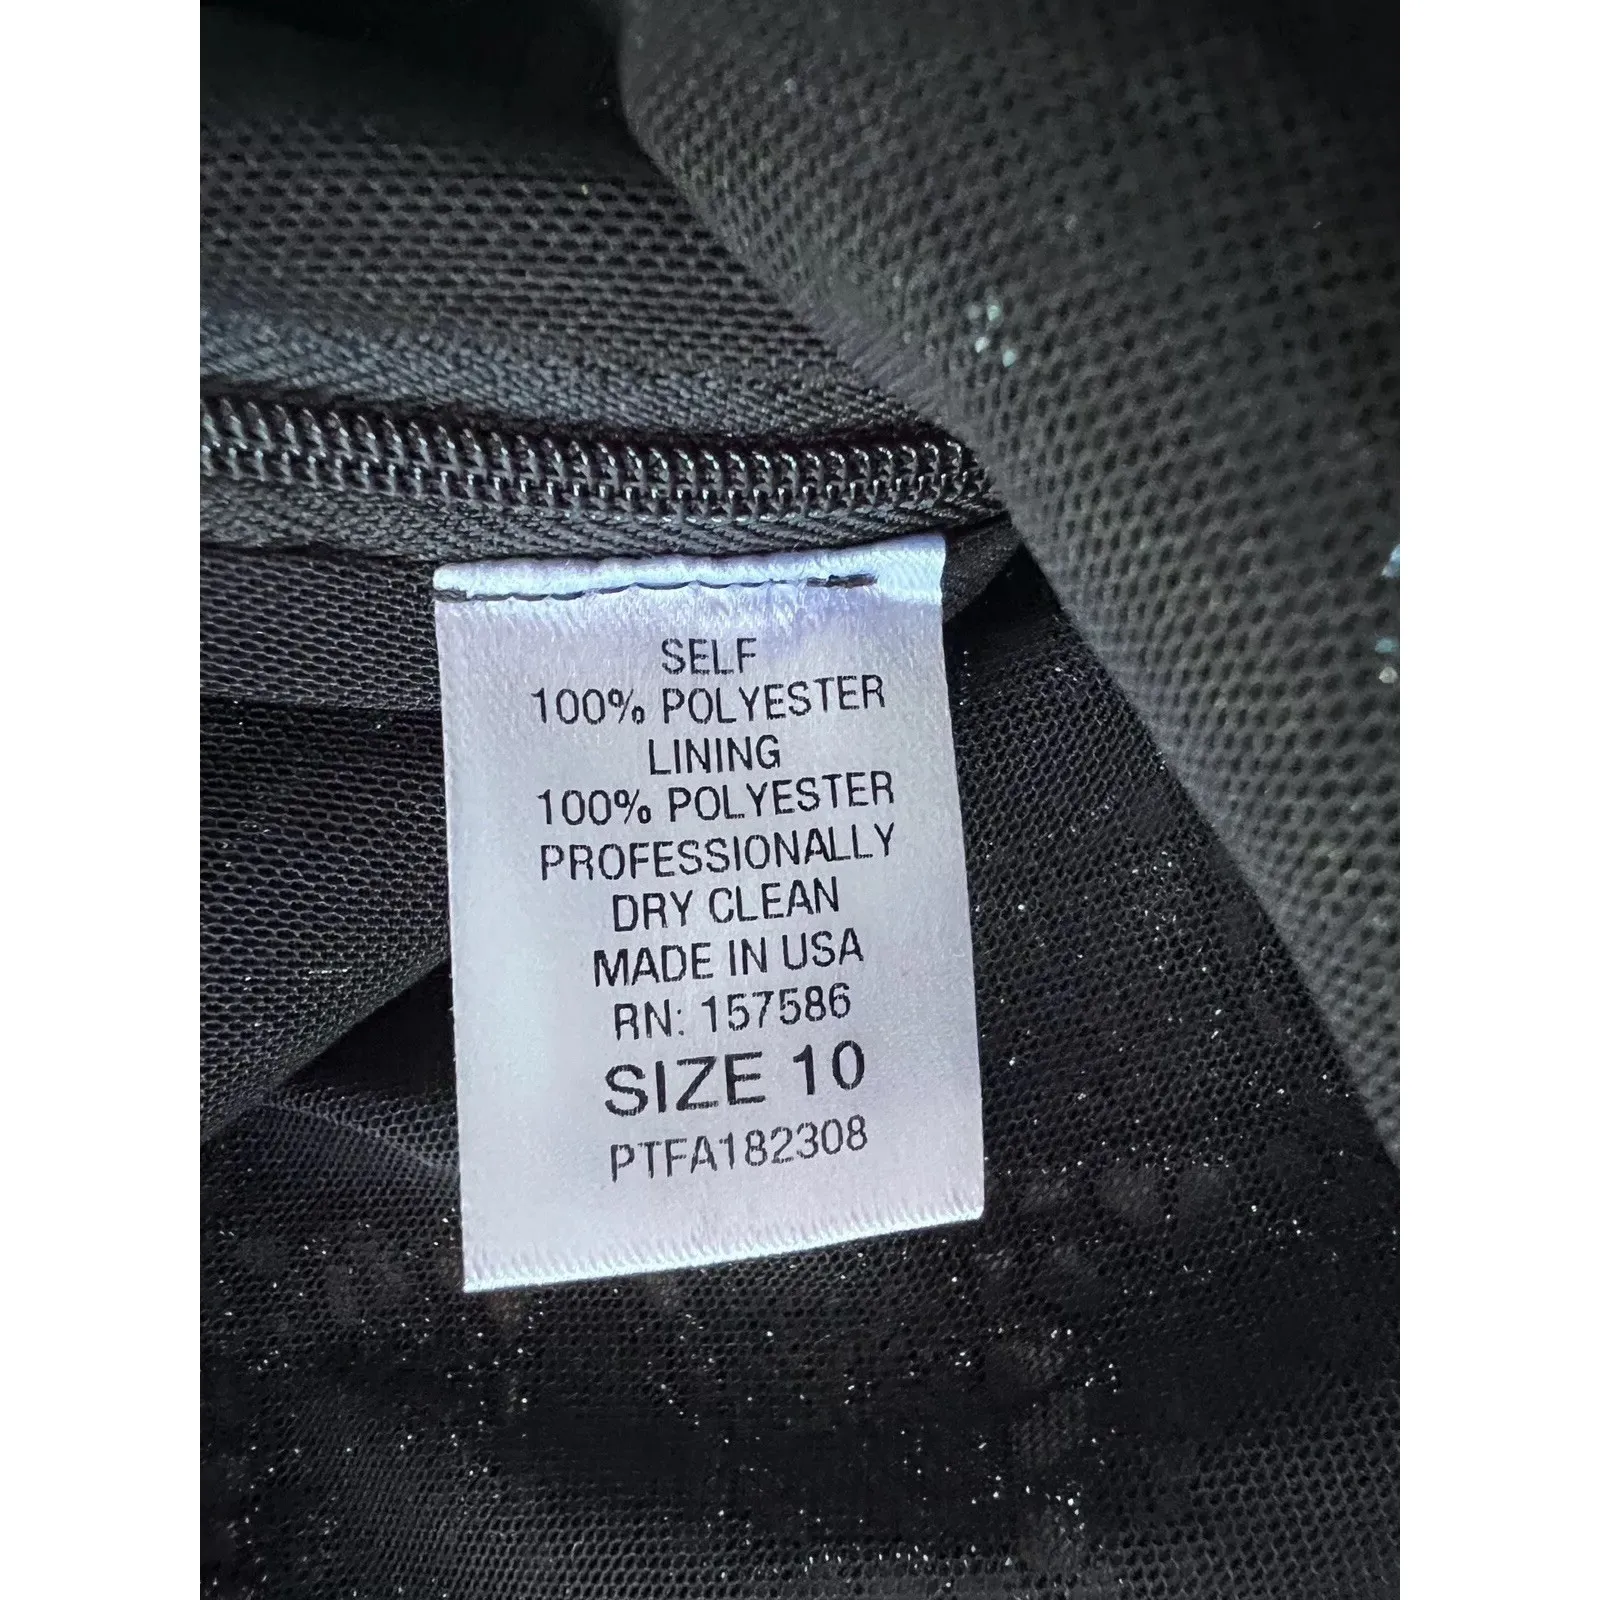 SELF
100% POLYESTER
LINING
100% POLYESTER
PROFESSIONALLY
DRY CLEAN
MADE IN USA
RN: 157586
SIZE 10
PTFA182308